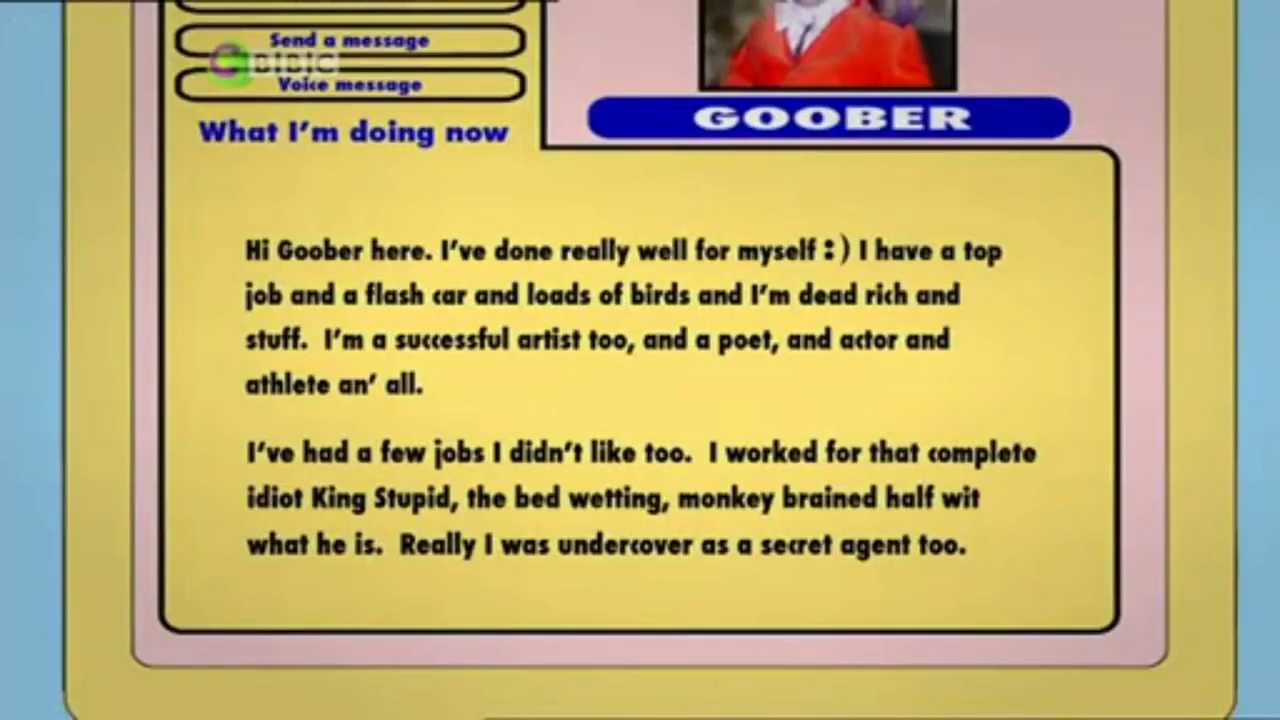 Send a message
CBBC
Voice message
What I'm doing now
GOOBER
Hi Goober here. I've done really well for myself :) I have a top
job and a flash car and loads of birds and I'm dead rich and
stuff. I'm a successful artist too, and a poet, and actor and
athlete an' all.
I've had a few jobs I didn't like too. I worked for that complete
idiot King Stupid, the bed wetting, monkey brained half wit
what he is. Really I was undercover as a secret agent too.